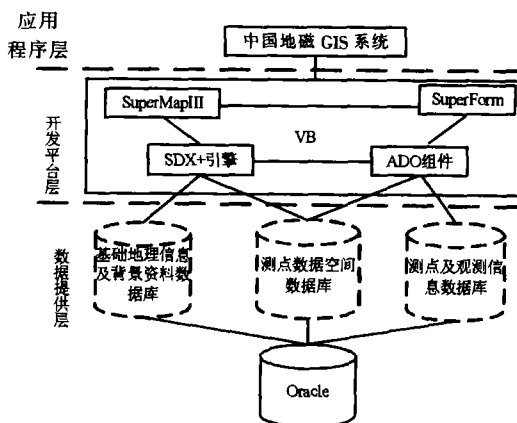 应用
程序层
中国地磁 GIS 系统
开发平台层
SuperMapIII
SuperForm
VB
SDX+引擎
ADO组件
数据提供层
基础地理信息
及背景资料数
据库
测点数据空间
数据库
测点及观测信
息数据库
Oracle